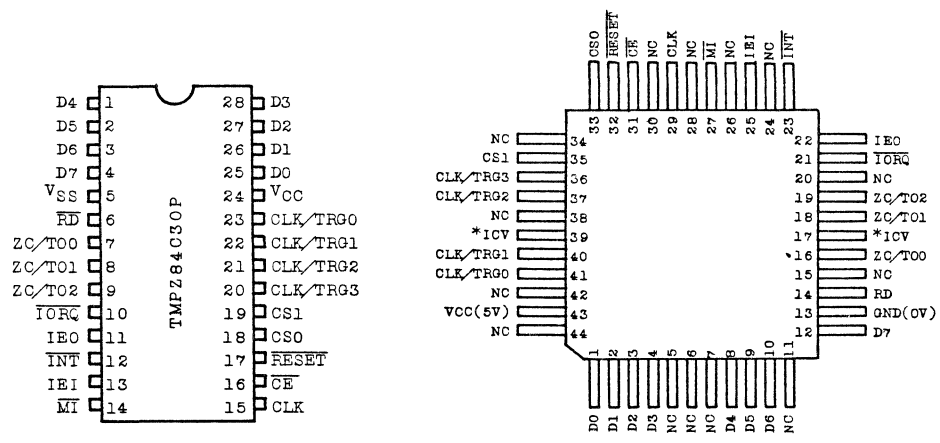 D4 1 28 D3
D5 2 27 D2
D6 3 26 D1
D7 4 25 D0
VSS 5 24 VCC
RD 6 23 CLK/TRG0
ZC/TO0 7 22 CLK/TRG1
ZC/TO1 8 21 CLK/TRG2
ZC/TO2 9 20 CLK/TRG3
IORQ 10 19 CS1
IEO 11 18 CS0
INT 12 17 RESET
IEI 13 16 CE
MI 14 15 CLK
TMPZ84C30P
CS0 RESET CE NC CLK NC MI NC IEI NC INT
33 32 31 30 29 28 27 26 25 24 23
NC 34 22 IEO
CS1 35 21 IORQ
CLK/TRG3 36 20 NC
CLK/TRG2 37 19 ZC/TO2
NC 38 18 ZC/TO1
*ICV 39 17 *ICV
CLK/TRG1 40 16 ZC/TO0
CLK/TRG0 41 15 NC
NC 42 14 RD
VCC(5V) 43 13 GND(0V)
NC 44 12 D7
1 2 3 4 5 6 7 8 9 10 11
D0 D1 D2 D3 NC NC NC D4 D5 D6 NC